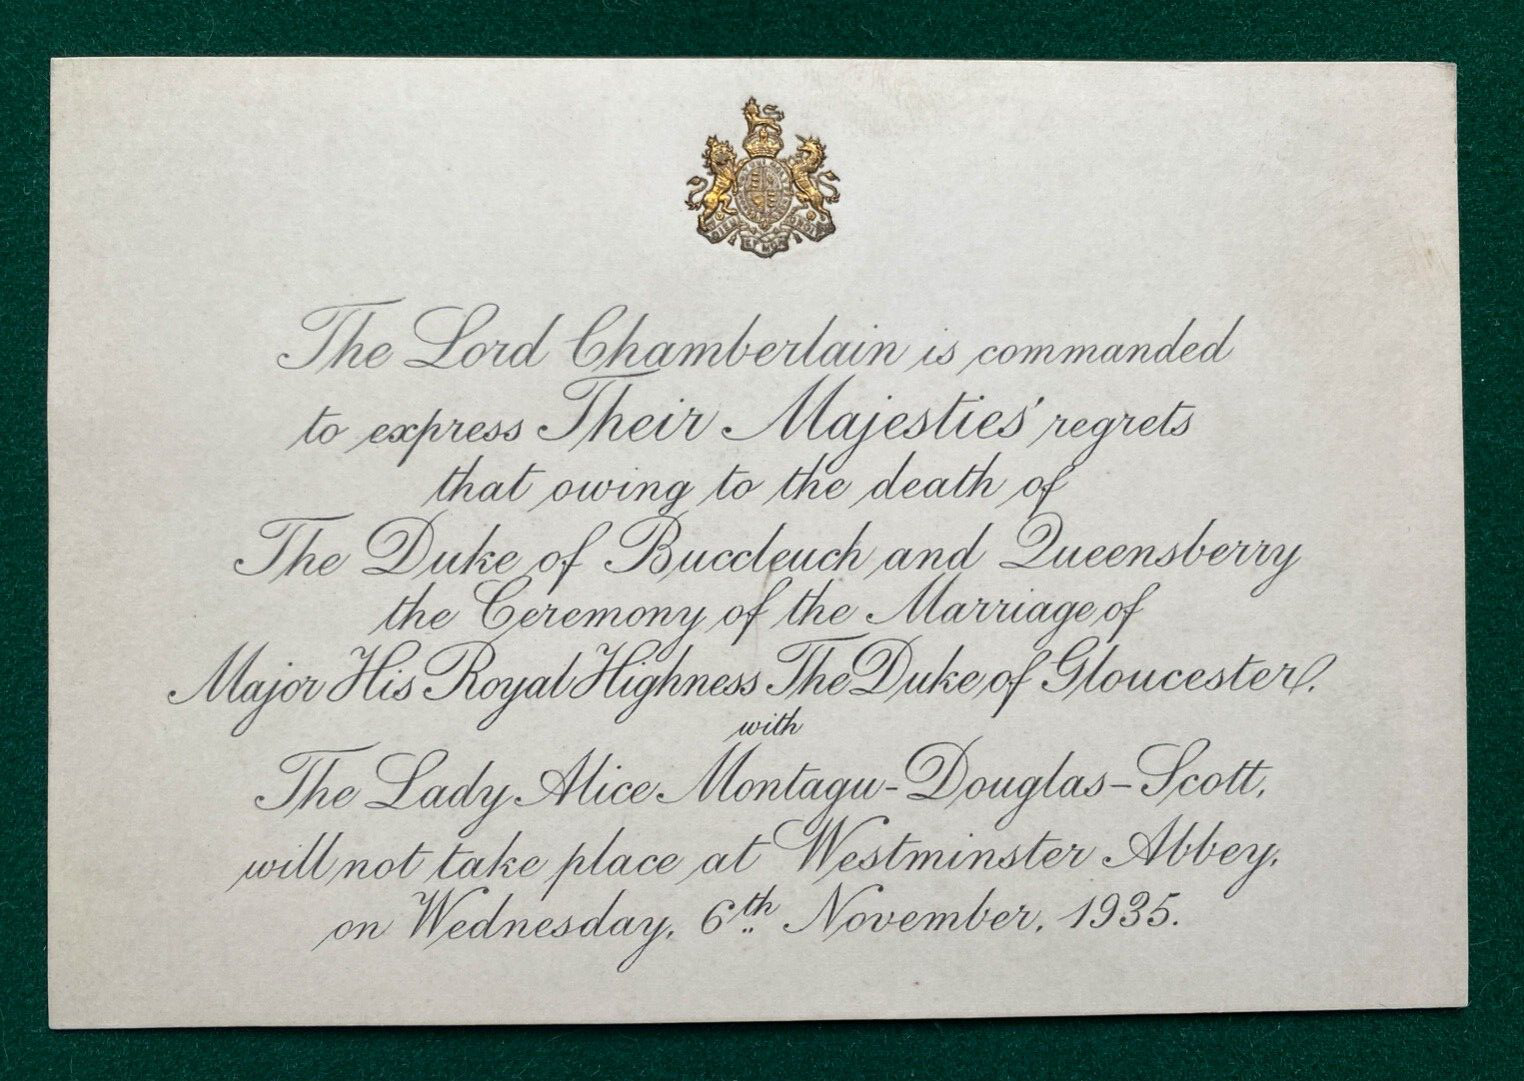 The Lord Chamberlain is commanded
to express Their Majesties' regrets
that owing to the death of
The Duke of Buccleuch and Queensberry
the Ceremony of the Marriage of
Major His Royal Highness The Duke of Gloucester.
with
The Lady Alice Montagu-Douglas-Scott,
will not take place at Westminster Abbey,
on Wednesday, 6th November, 1935.